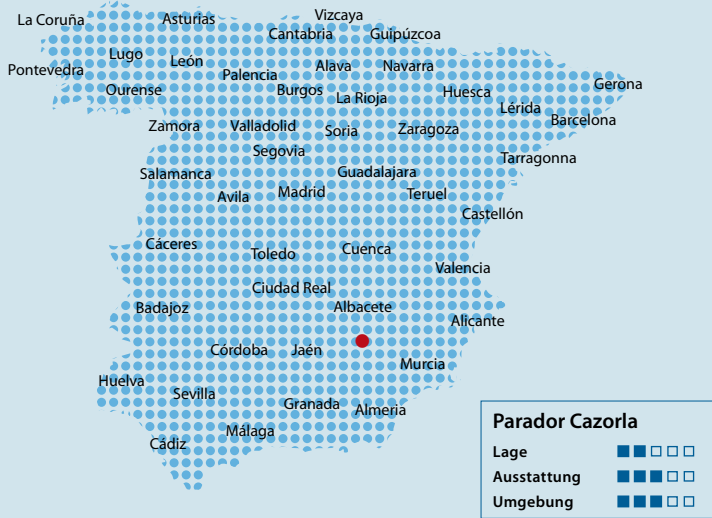 Vizcaya
La Coruña
Asturias
Cantabria
Guipúzcoa
Lugo
León
Alava
Navarra
Pontevedra
Palencia
Gerona
Ourense
Burgos
La Rioja
Huesca
Lérida
Barcelona
Zamora
Valladolid
Soria
Zaragoza
Segovia
Tarragonna
Salamanca
Guadalajara
Avila
Madrid
Teruel
Castellón
Cáceres
Toledo
Cuenca
Valencia
Ciudad Real
Badajoz
Albacete
Alicante
Córdoba
Jaén
Murcia
Huelva
Sevilla
Granada
Almeria
Málaga
Cádiz
Parador Cazorla
Lage
Ausstattung
Umgebung